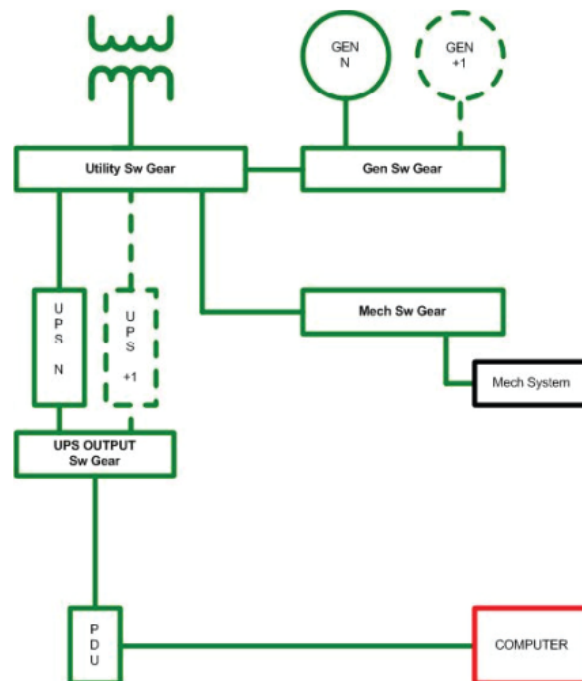 GEN
N
GEN
+1
Utility Sw Gear
Gen Sw Gear
U
P
S
N
U
P
S
+1
Mech Sw Gear
Mech System
UPS OUTPUT
Sw Gear
P
D
U
COMPUTER